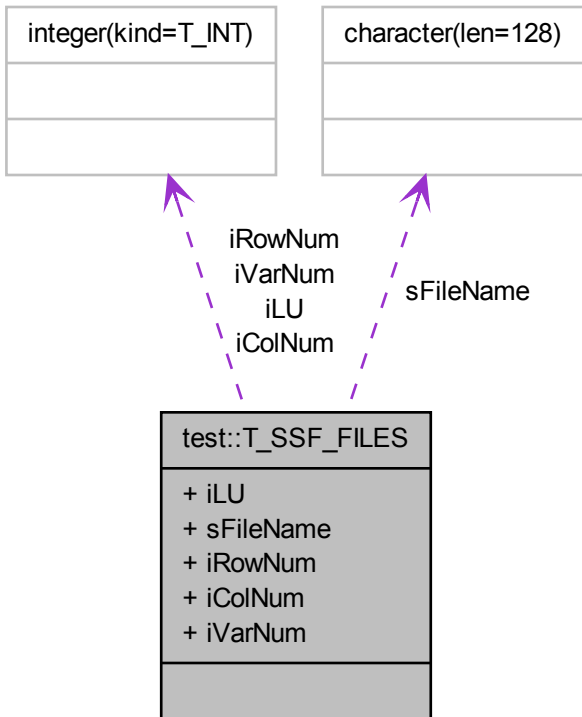 integer(kind=T_INT)
character(len=128)
iRowNum
iVarNum
iLU
iColNum
sFileName
test::T_SSF_FILES
+ iLU
+ sFileName
+ iRowNum
+ iColNum
+ iVarNum